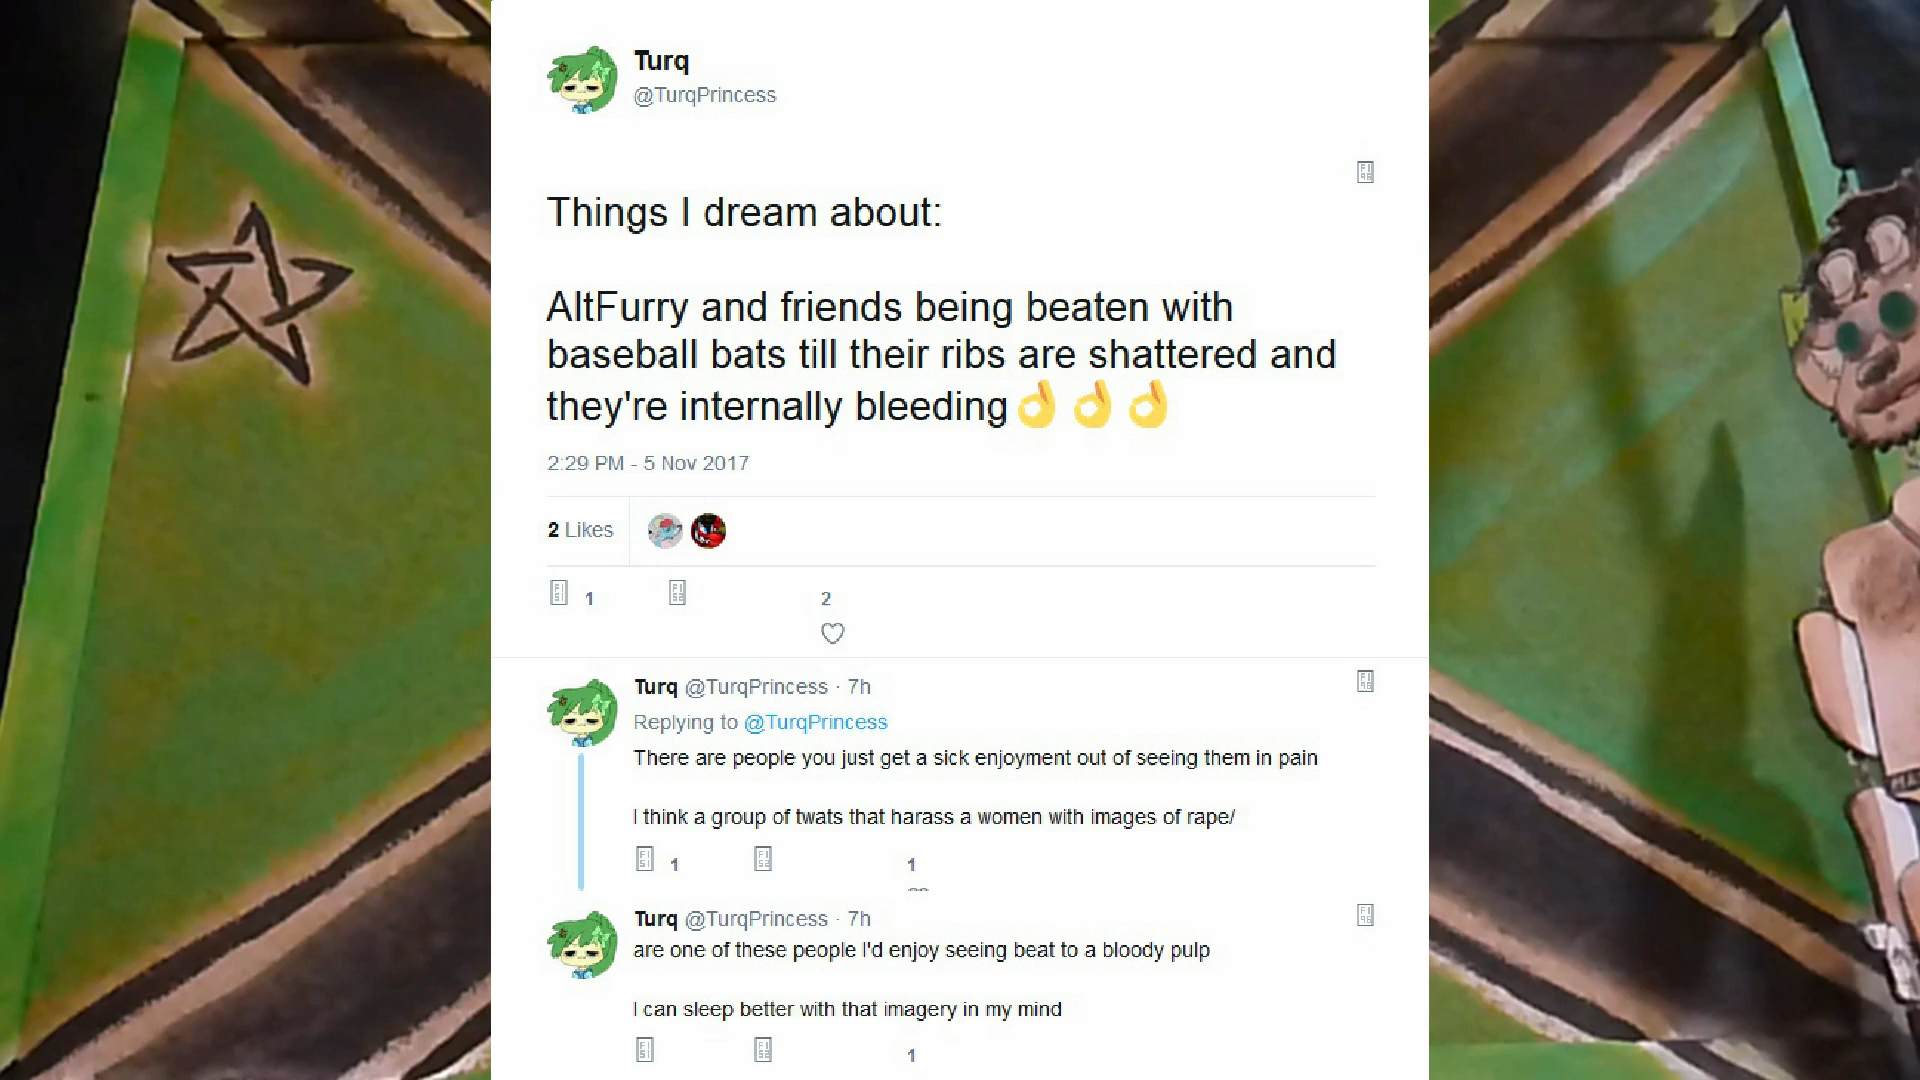 Turq
@TurqPrincess
Things I dream about:
AltFurry and friends being beaten with
baseball bats till their ribs are shattered and
they're internally bleeding👌👌👌
2:29 PM - 5 Nov 2017
2 Likes
1 2
Turq @TurqPrincess · 7h
Replying to @TurqPrincess
There are people you just get a sick enjoyment out of seeing them in pain
I think a group of twats that harass a women with images of rape/
1 1
Turq @TurqPrincess · 7h
are one of these people I'd enjoy seeing beat to a bloody pulp
I can sleep better with that imagery in my mind
1